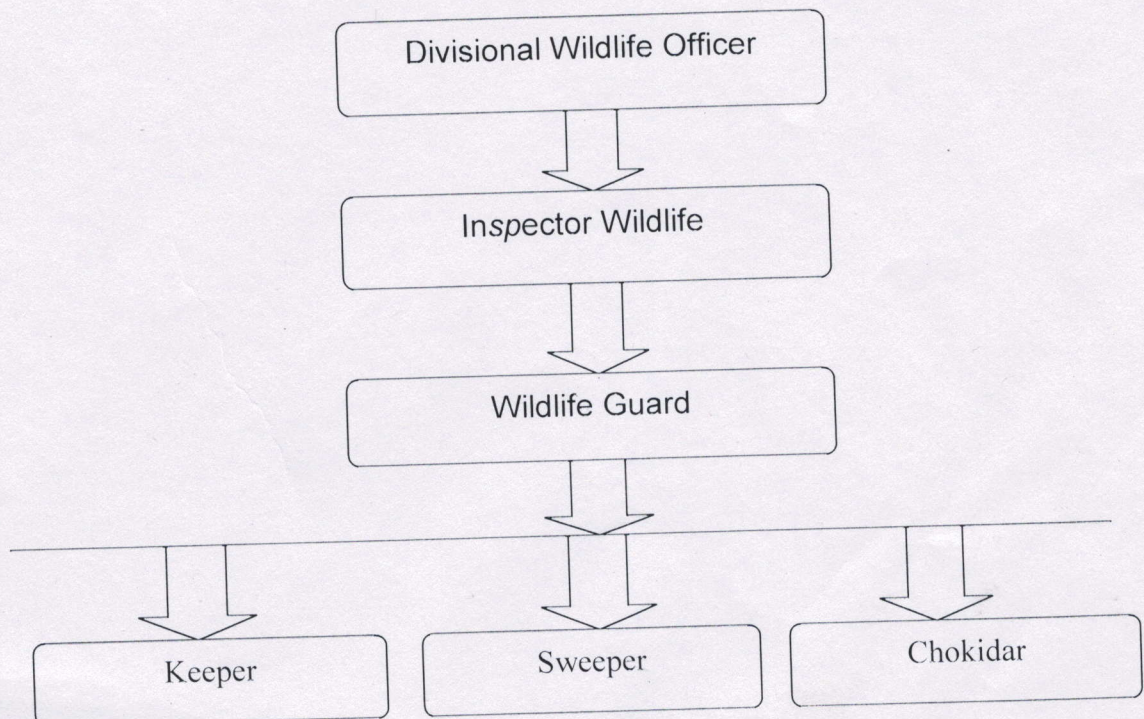 Divisional Wildlife Officer
Inspector Wildlife
Wildlife Guard
Keeper
Sweeper
Chokidar